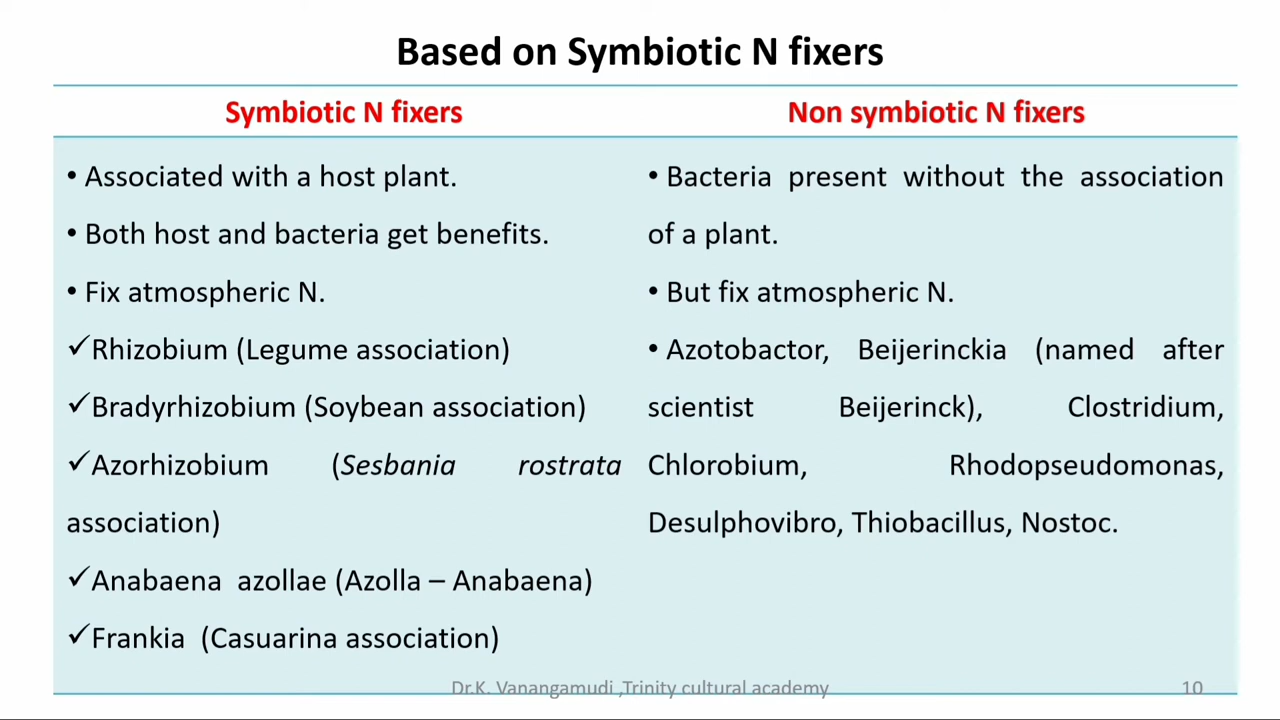 Based on Symbiotic N fixers
Symbiotic N fixers
• Associated with a host plant.
• Both host and bacteria get benefits.
• Fix atmospheric N.
✓Rhizobium (Legume association)
✓Bradyrhizobium (Soybean association)
✓Azorhizobium (Sesbania rostrata
association)
✓Anabaena azollae (Azolla – Anabaena)
✓Frankia (Casuarina association)
Non symbiotic N fixers
• Bacteria present without the association
of a plant.
• But fix atmospheric N.
• Azotobactor, Beijerinckia (named after
scientist Beijerinck), Clostridium,
Chlorobium, Rhodopseudomonas,
Desulphovibro, Thiobacillus, Nostoc.
Dr.K. Vanangamudi ,Trinity cultural academy
10